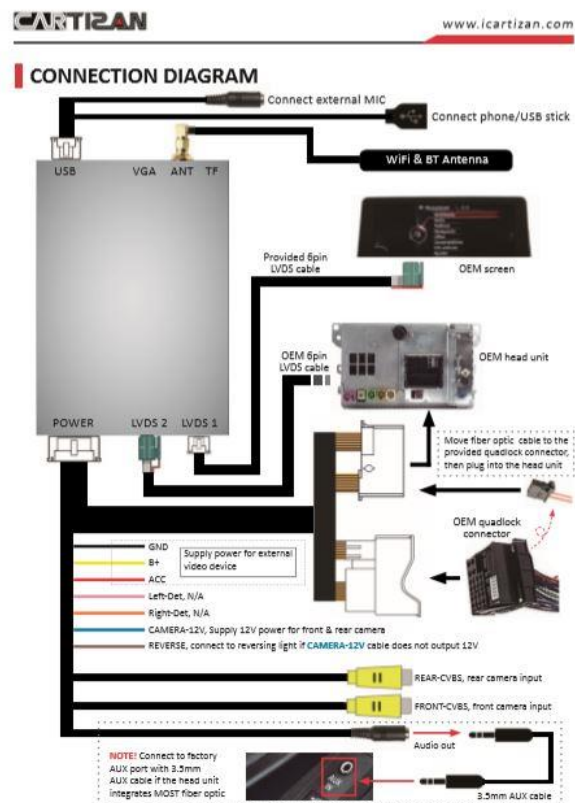 CARTIZAN
www.icartizan.com
CONNECTION DIAGRAM
Connect external MIC
Connect phone/USB stick
WiFi & BT Antenna
USB
VGA
ANT
TF
Provided 6pin
LVDS cable
OEM screen
OEM 6pin
LVDS cable
OEM head unit
POWER
LVDS 2
LVDS 1
Move fiber optic cable to the
provided quadlock connector,
then plug into the head unit
OEM quadlock
connector
GND
B+
ACC
Supply power for external
video device
Left-Det, N/A
Right-Det, N/A
CAMERA-12V, Supply 12V power for front & rear camera
REVERSE, connect to reversing light if CAMERA-12V cable does not output 12V
REAR-CVBS, rear camera input
FRONT-CVBS, front camera input
Audio out
NOTE! Connect to factory
AUX port with 3.5mm
AUX cable if the head unit
integrates MOST fiber optic
AUX
IN
3.5mm AUX cable